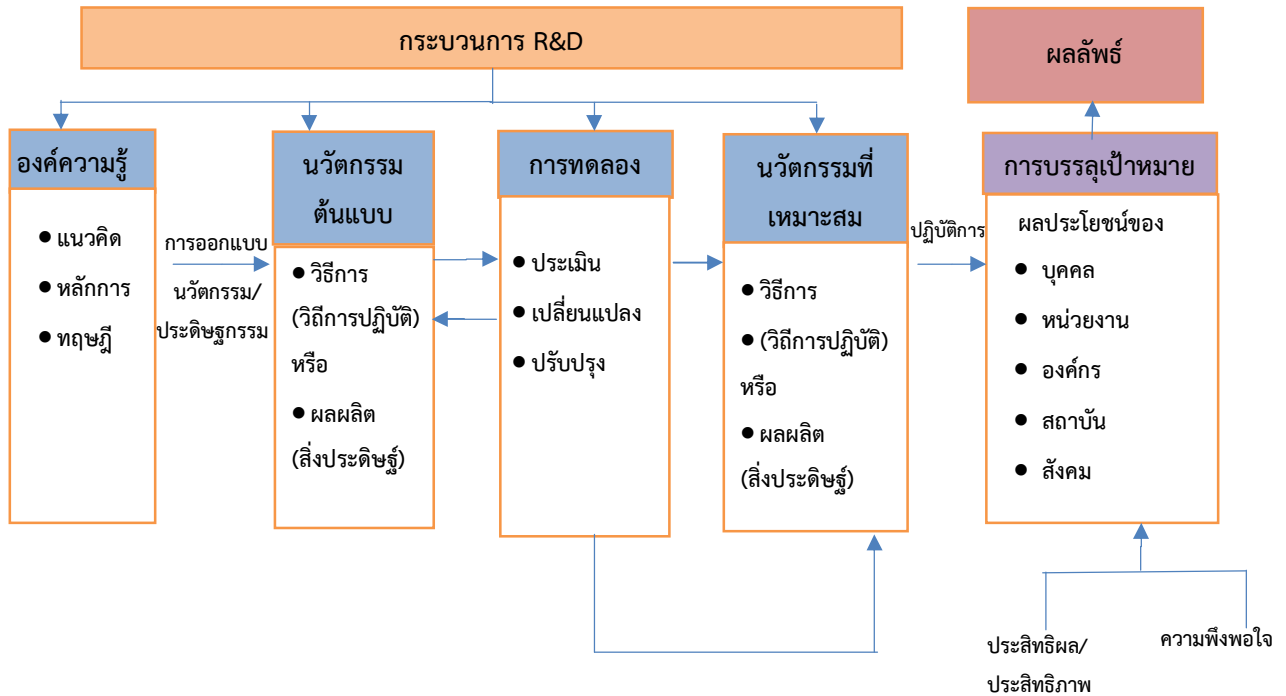 กระบวนการ R&D
ผลลัพธ์
องค์ความรู้
● แนวคิด
● หลักการ
● ทฤษฎี
การออกแบบ
นวัตกรรม/
ประดิษฐกรรม
นวัตกรรม
ต้นแบบ
● วิธีการ
(วิถีการปฏิบัติ)
หรือ
● ผลผลิต
(สิ่งประดิษฐ์)
การทดลอง
● ประเมิน
● เปลี่ยนแปลง
● ปรับปรุง
นวัตกรรมที่
เหมาะสม
● วิธีการ
● (วิถีการปฏิบัติ)
หรือ
● ผลผลิต
(สิ่งประดิษฐ์)
ปฏิบัติการ
การบรรลุเป้าหมาย
ผลประโยชน์ของ
● บุคคล
● หน่วยงาน
● องค์กร
● สถาบัน
● สังคม
ประสิทธิผล/
ประสิทธิภาพ
ความพึงพอใจ